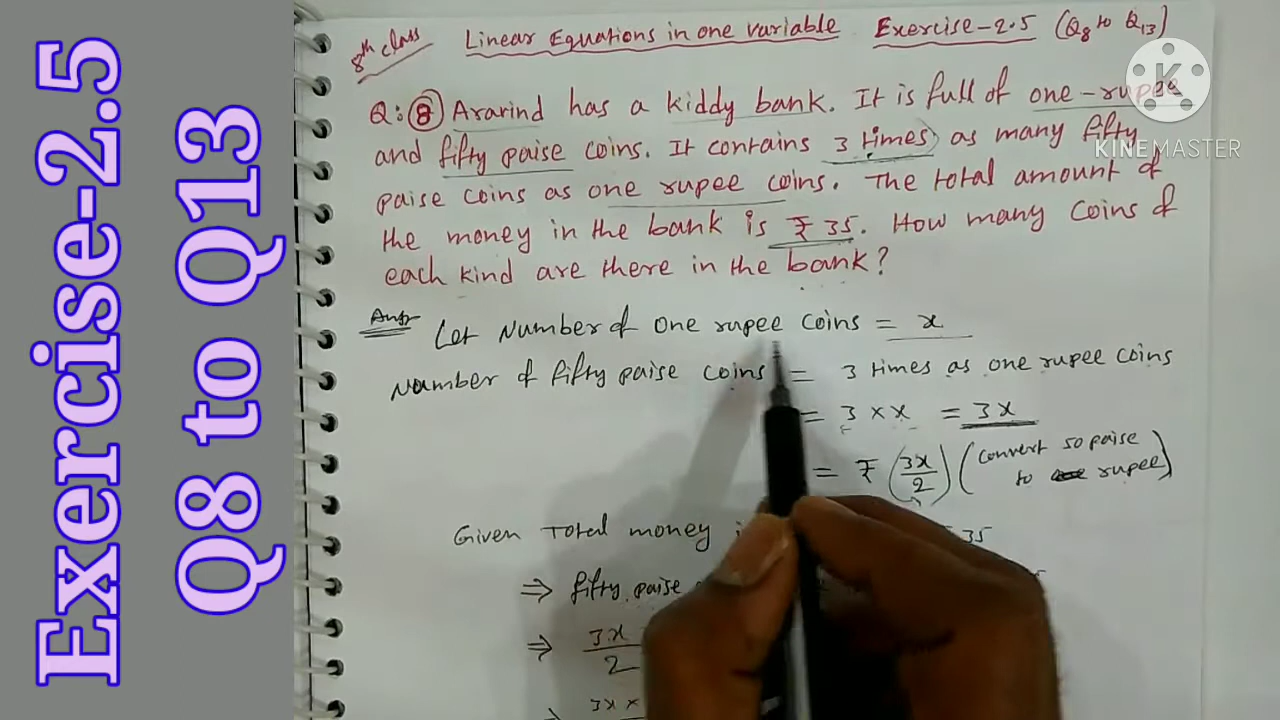 Exercise-2.5
Q8 to Q13
8th class Linear Equations in one variable Exercise-2.5 (Q8 to Q13)
Q: 8 Ararind has a kiddy bank. It is full of one-rupee
and fifty paise coins. It contains 3 times as many fifty
paise coins as one rupee coins. The total amount of
the money in the bank is ₹ 35. How many coins of
each kind are there in the bank?
Ansr Let Number of one rupee coins = x
Number of fifty paise coins = 3 times as one rupee coins
= 3 × x = 3x
= ₹ (3x/2) (convert 50 paise
to rupee)
Given Total money 35
⇒ fifty paise
⇒ 3x/2
⇒ 3x ×
K
KINEMASTER